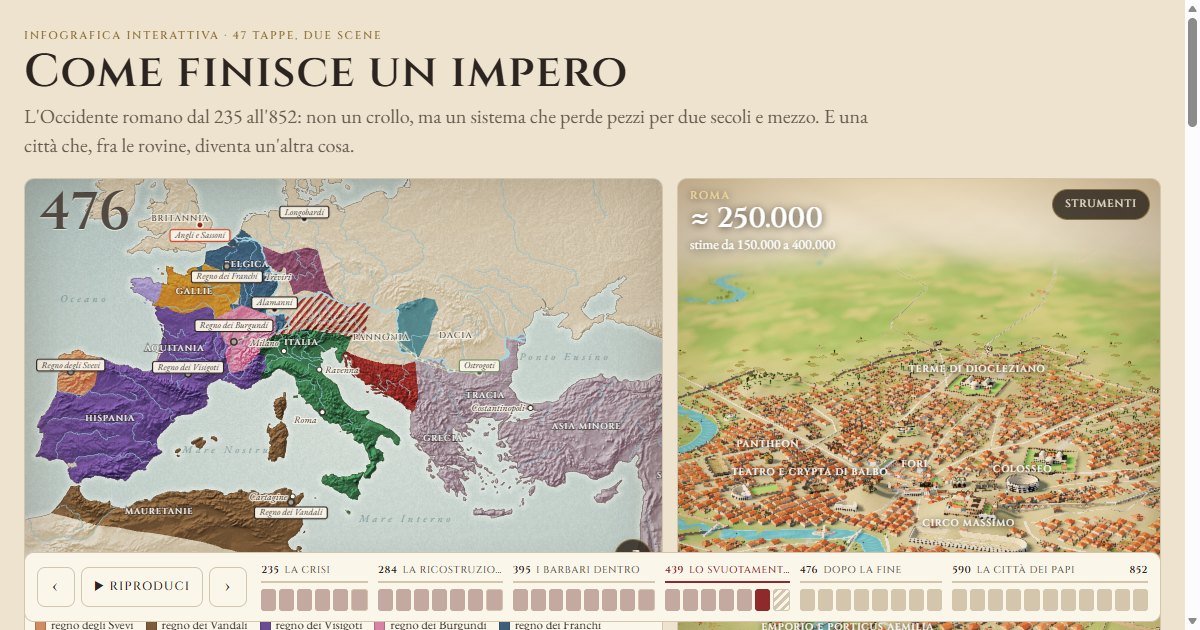 INFOGRAFICA INTERATTIVA · 47 TAPPE, DUE SCENE
COME FINISCE UN IMPERO
L'Occidente romano dal 235 all'852: non un crollo, ma un sistema che perde pezzi per due secoli e mezzo. E una
città che, fra le rovine, diventa un'altra cosa.
476
BRITANNIA
Angli e Sassoni
Longobardi
BELGICA
Regno dei Franchi
Treviri
GALLIE
Alamanni
Oceano
Regno dei Burgundi
Milano
ITALIA
PANNONIA
DACIA
AQUITANIA
Regno dei Visigoti
Ravenna
Ponto Eusino
Regno degli Svevi
Ostrogoti
TRACIA
Costantinopoli
HISPANIA
Roma
ASIA MINORE
GRECIA
Mare Nostru
Cartagine
Regno dei Vandali
MAURETANIE
Mare Interno
ROMA
≈ 250.000
stime da 150.000 a 400.000
STRUMENTI
TERME DI DIOCLEZIANO
PANTHEON
TEATRO E CRYPTA DI BALBO
FORI
COLOSSEO
CIRCO MASSIMO
EMPORIO E PORTICUS AEMILIA
‹
▶ RIPRODUCI
›
235 LA CRISI
284 LA RICOSTRUZIO…
395 I BARBARI DENTRO
439 LO SVUOTAMENT…
476 DOPO LA FINE
590 LA CITTÀ DEI PAPI
852
regno degli Svevi
regno dei Vandali
regno dei Visigoti
regno dei Burgundi
regno dei Franchi